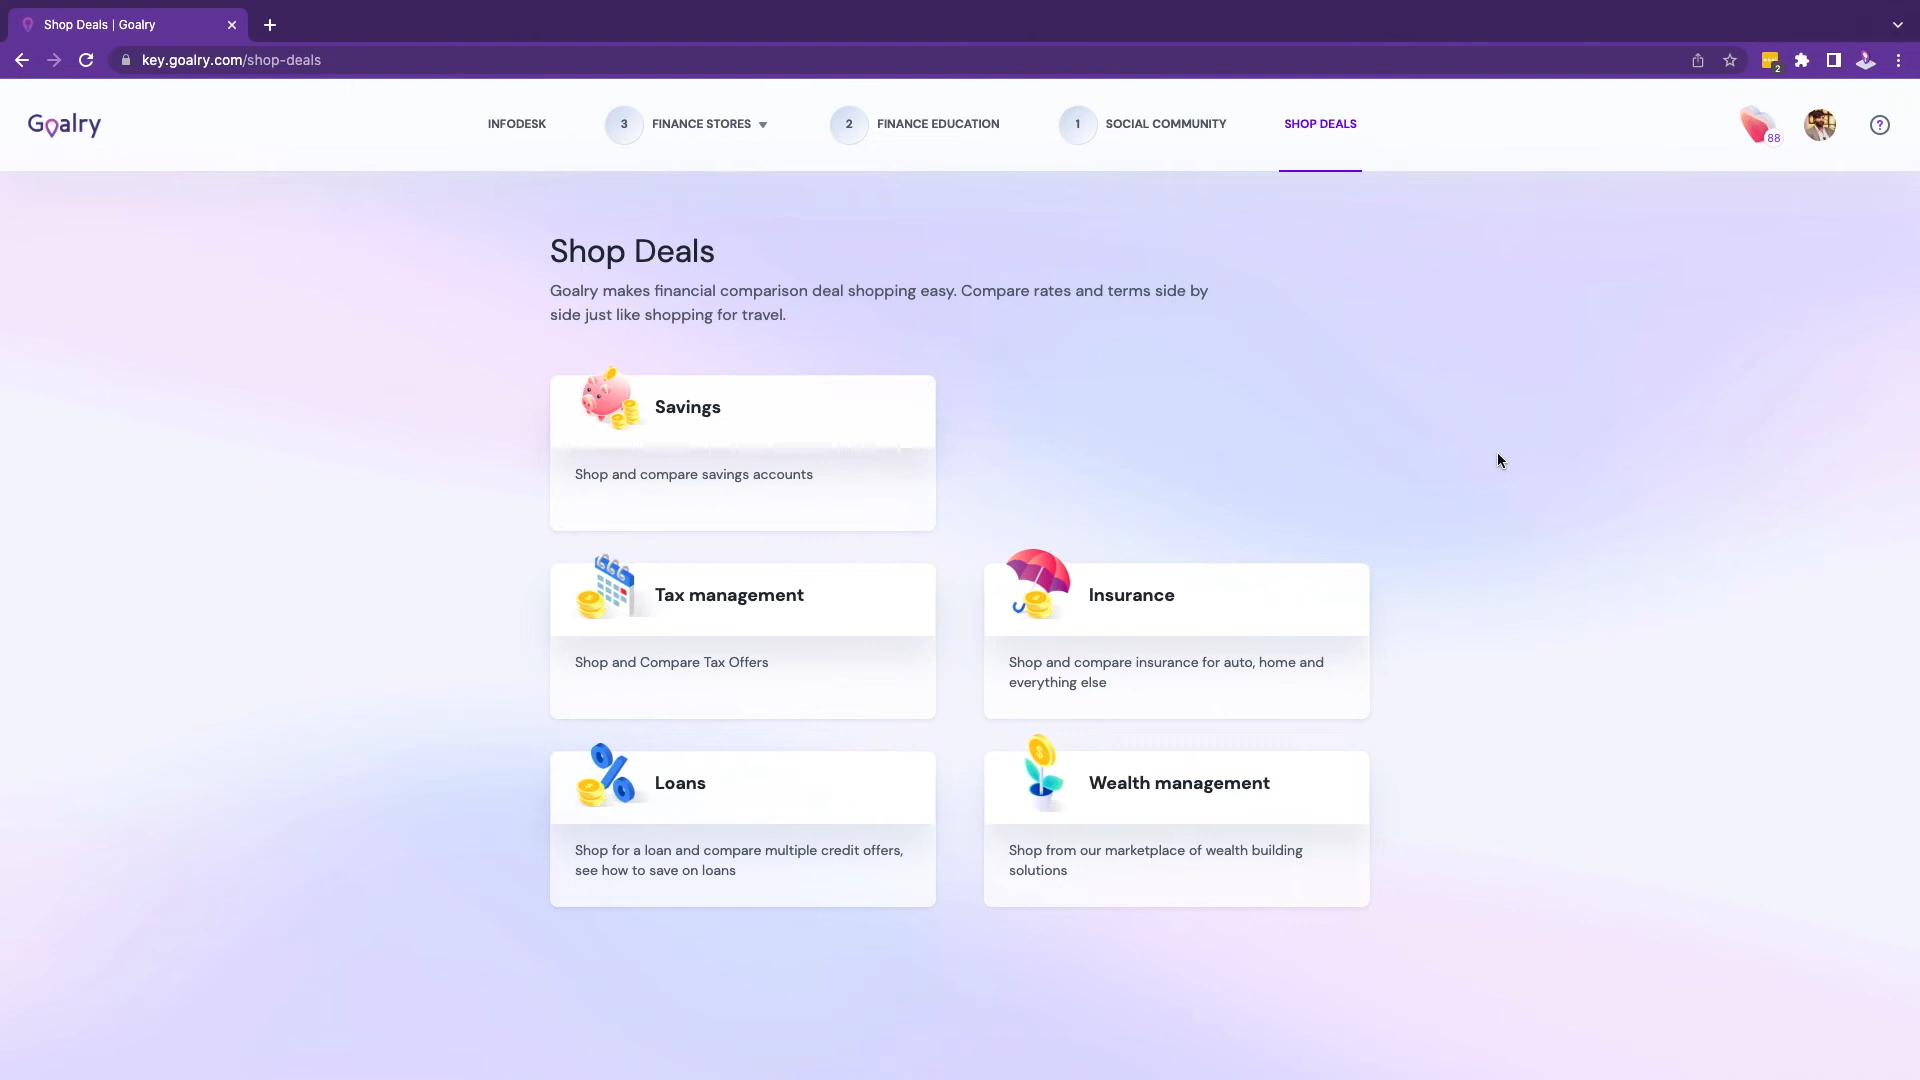 Shop Deals | Goalry
key.goalry.com/shop-deals
2
Goalry
INFODESK
3 FINANCE STORES
2 FINANCE EDUCATION
1 SOCIAL COMMUNITY
SHOP DEALS
88
?
Shop Deals
Goalry makes financial comparison deal shopping easy. Compare rates and terms side by
side just like shopping for travel.
Savings
Shop and compare savings accounts
Tax management
Shop and Compare Tax Offers
Insurance
Shop and compare insurance for auto, home and
everything else
Loans
Shop for a loan and compare multiple credit offers,
see how to save on loans
Wealth management
Shop from our marketplace of wealth building
solutions